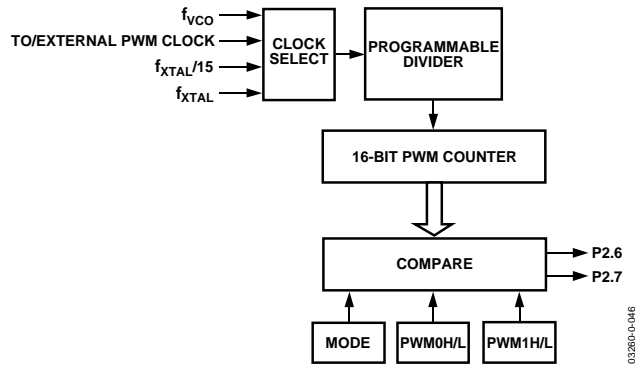 fVCO
TO/EXTERNAL PWM CLOCK
fXTAL/15
fXTAL
CLOCK
SELECT
PROGRAMMABLE
DIVIDER
16-BIT PWM COUNTER
COMPARE
P2.6
P2.7
MODE
PWM0H/L
PWM1H/L
03260-0-046